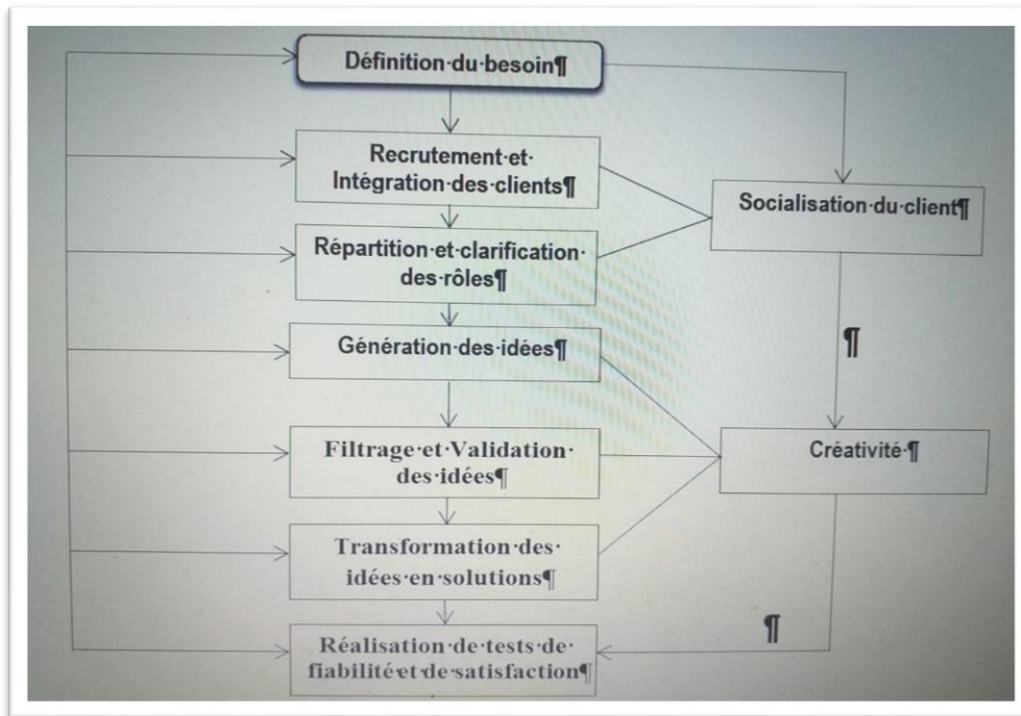 Définition·du·besoin¶
Recrutement·et·
Intégration·des·clients¶
Répartition·et·clarification·
des·rôles¶
Génération·des·idées¶
Filtrage·et·Validation·
des·idées¶
Transformation·des·
idées·en·solutions¶
Réalisation·de·tests·de·
fiabilité·et·de·satisfaction¶
Socialisation·du·client¶
¶
Créativité·¶
¶